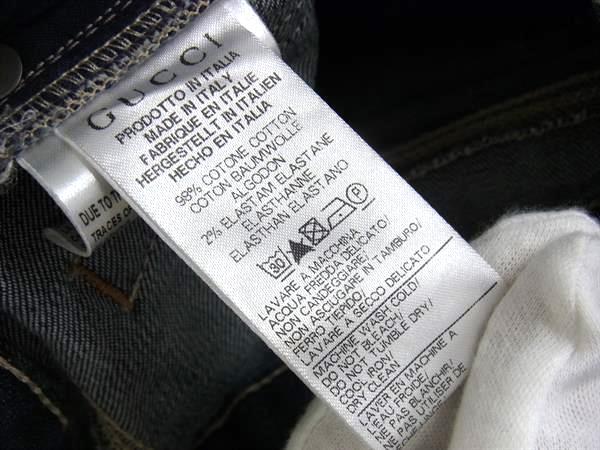 GUCCI
PRODOTTO IN ITALIA
MADE IN ITALY
FABRIQUE EN ITALIE
HERGESTELLT IN ITALIEN
HECHO EN ITALIA
98% COTONE COTTON
COTON BAUMWOLLE
ALGODON
2% ELASTAM ELASTANE
ELASTHANNE
ELASTHAN ELASTANO
30
P
LAVARE A MACCHINA
ACQUA FREDDA DELICATO/
NON CANDEGGIARE/
NON ASCIUGARE IN TAMBURO/
FERRO TIEPIDO/
LAVARE A SECCO DELICATO
MACHINE WASH COLD/
DO NOT BLEACH/
DO NOT TUMBLE DRY/
COOL IRON/
DRY CLEAN
LAVER EN MACHINE A
L'EAU FROIDE/
NE PAS BLANCHIR/
NE PAS UTILISER DE
DUE TO
TRACES